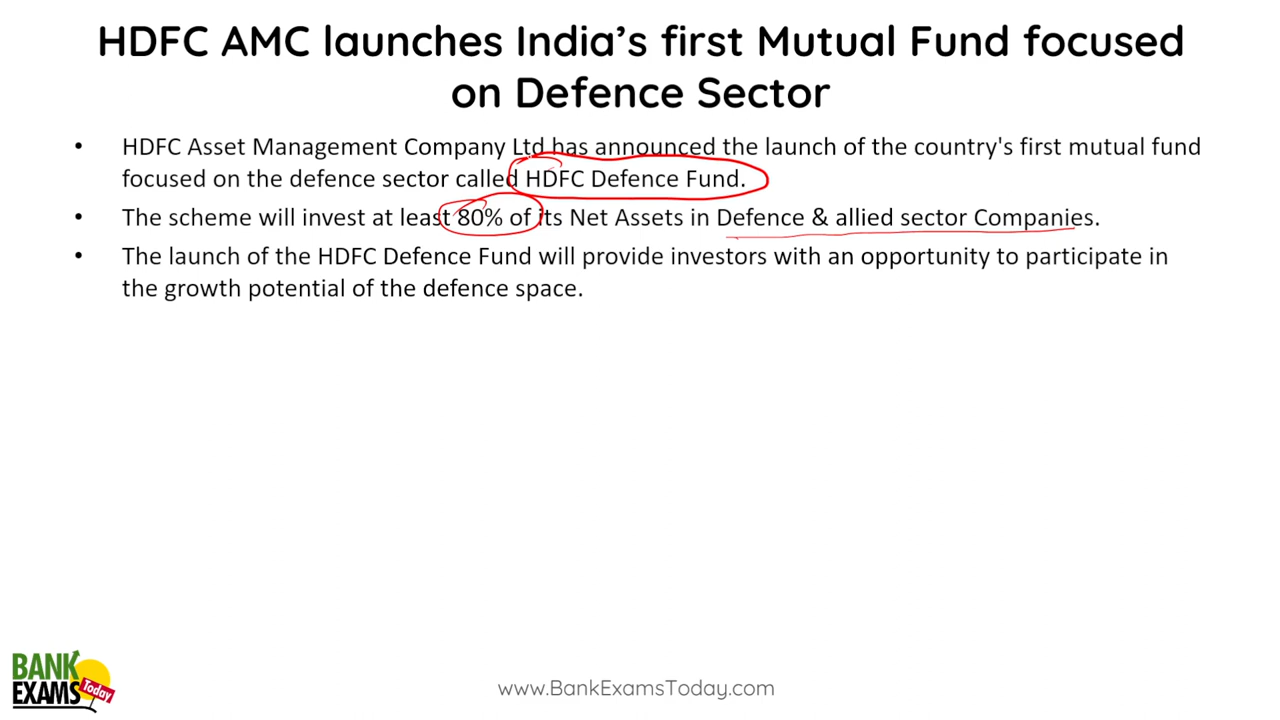 HDFC AMC launches India's first Mutual Fund focused
on Defence Sector
• HDFC Asset Management Company Ltd has announced the launch of the country's first mutual fund
focused on the defence sector called HDFC Defence Fund.
• The scheme will invest at least 80% of its Net Assets in Defence & allied sector Companies.
• The launch of the HDFC Defence Fund will provide investors with an opportunity to participate in
the growth potential of the defence space.
BANK
EXAMS
Today
www.BankExamsToday.com